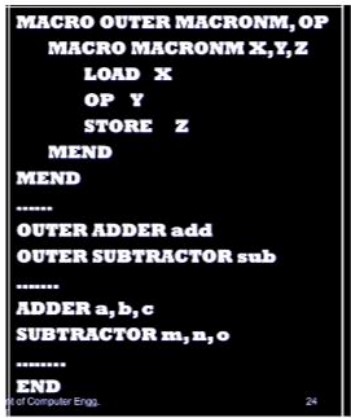 MACRO OUTER MACRONM, OP
MACRO MACRONM X,Y,Z
LOAD X
OP Y
STORE Z
MEND
MEND
......
OUTER ADDER add
OUTER SUBTRACTOR sub
.......
ADDER a, b, c
SUBTRACTOR m, n, o
........
END
of Computer Engg. 24